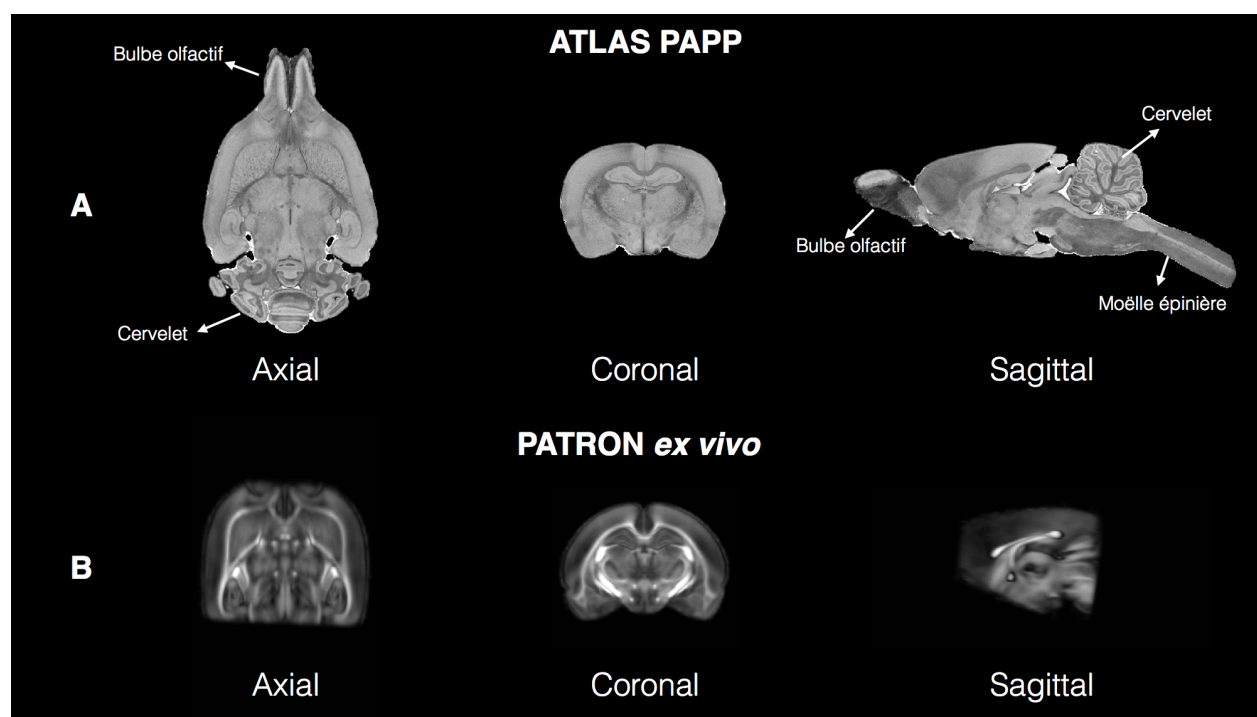 ATLAS PAPP
Bulbe olfactif
Cervelet
A
Bulbe olfactif
Moëlle épinière
Cervelet
Axial
Coronal
Sagittal
PATRON ex vivo
B
Axial
Coronal
Sagittal